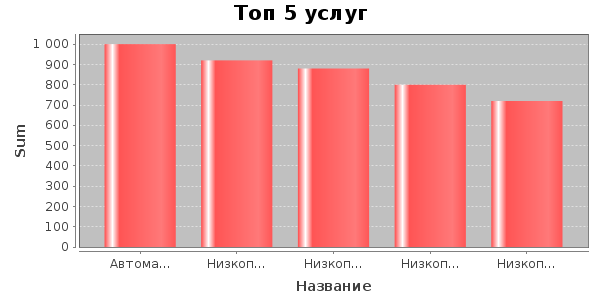 Топ 5 услуг
Sum
1 000
900
800
700
600
500
400
300
200
100
0
Автома...
Низкоп...
Низкоп...
Низкоп...
Низкоп...
Название